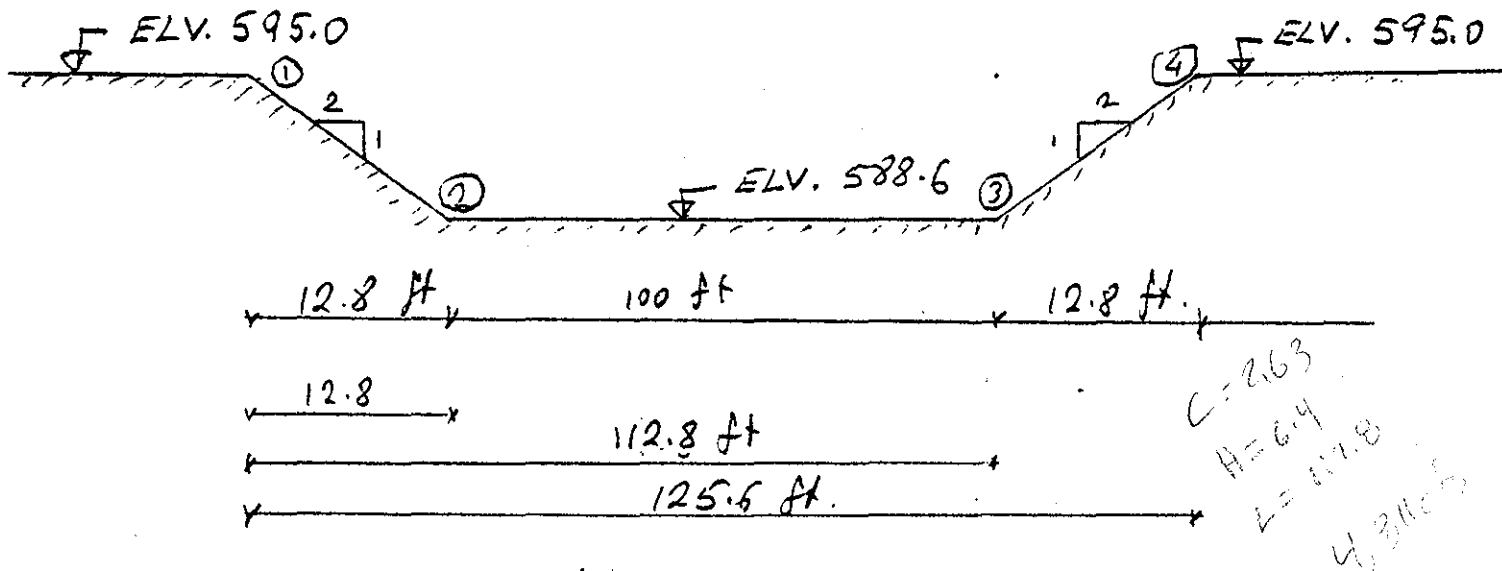 ELV. 595.0
ELV. 595.0
1
4
2
1
2
1
ELV. 588.6
2
3
12.8 ft
100 ft
12.8 ft.
12.8
112.8 ft
125.6 ft.
C = 2.63
H = 6.4